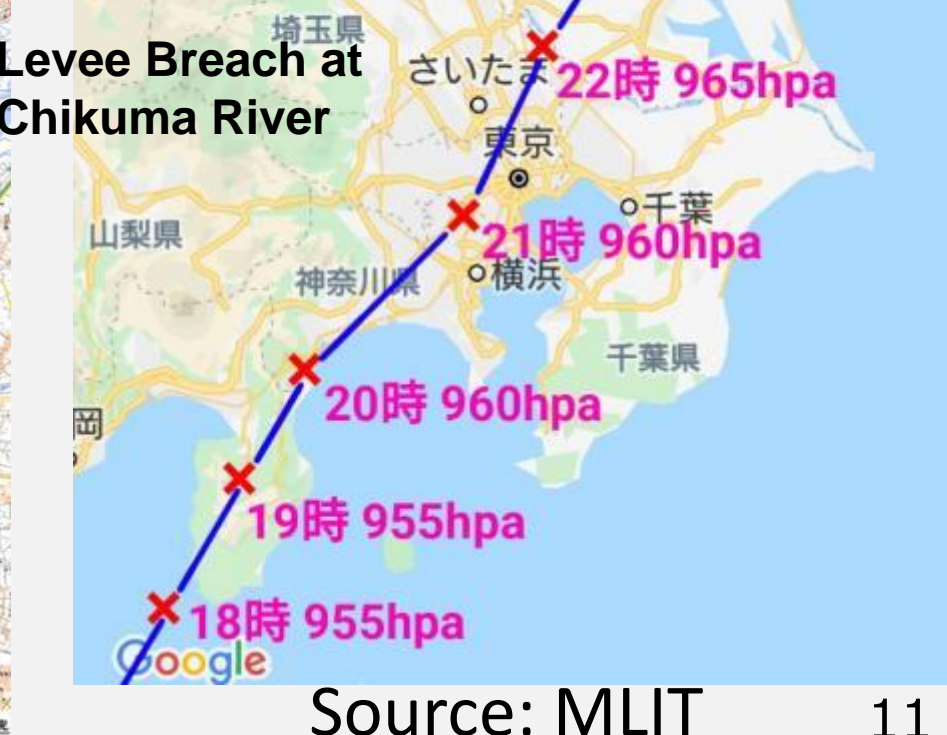 埼玉県
Levee Breach at
Chikuma River
さいたま
22時 965hpa
東京
千葉
山梨県
21時 960hpa
神奈川県
横浜
千葉県
20時 960hpa
岡
19時 955hpa
18時 955hpa
Google
Source: MLIT
11